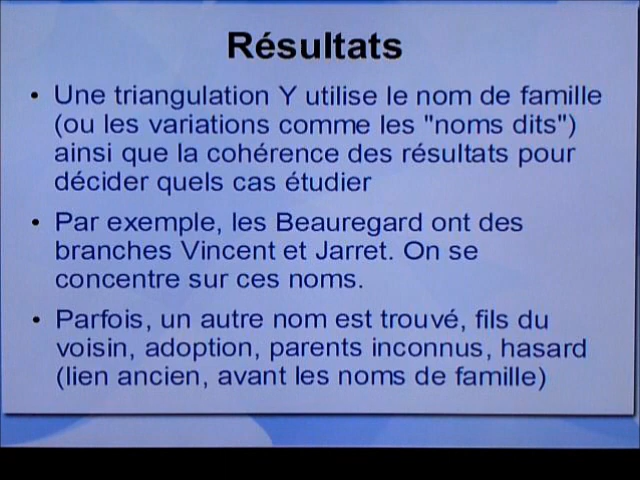 Résultats
• Une triangulation Y utilise le nom de famille
(ou les variations comme les "noms dits")
ainsi que la cohérence des résultats pour
décider quels cas étudier
• Par exemple, les Beauregard ont des
branches Vincent et Jarret. On se
concentre sur ces noms.
• Parfois, un autre nom est trouvé, fils du
voisin, adoption, parents inconnus, hasard
(lien ancien, avant les noms de famille)